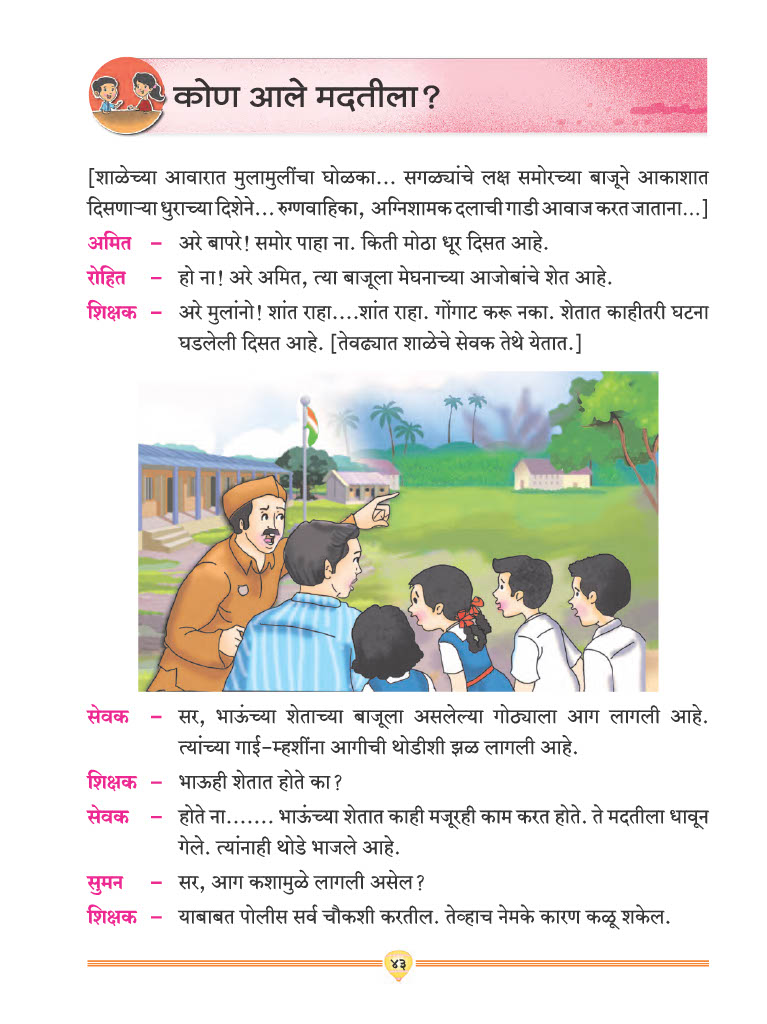 कोण आले मदतीला?
[शाळेच्या आवारात मुलामुलींचा घोळका... सगळ्यांचे लक्ष समोरच्या बाजूने आकाशात
दिसणाऱ्या धुराच्या दिशेने... रुग्णवाहिका, अग्निशामक दलाची गाडी आवाज करत जाताना...]
अमित – अरे बापरे! समोर पाहा ना. किती मोठा धूर दिसत आहे.
रोहित – हो ना! अरे अमित, त्या बाजूला मेघनाच्या आजोबांचे शेत आहे.
शिक्षक – अरे मुलांनो! शांत राहा....शांत राहा. गोंगाट करू नका. शेतात काहीतरी घटना
घडलेली दिसत आहे. [तेवढ्यात शाळेचे सेवक तेथे येतात.]
सेवक – सर, भाऊंच्या शेताच्या बाजूला असलेल्या गोठ्याला आग लागली आहे.
त्यांच्या गाई-म्हशींना आगीची थोडीशी झळ लागली आहे.
शिक्षक – भाऊही शेतात होते का?
सेवक – होते ना....... भाऊंच्या शेतात काही मजूरही काम करत होते. ते मदतीला धावून
गेले. त्यांनाही थोडे भाजले आहे.
सुमन – सर, आग कशामुळे लागली असेल?
शिक्षक – याबाबत पोलीस सर्व चौकशी करतील. तेव्हाच नेमके कारण कळू शकेल.
४३